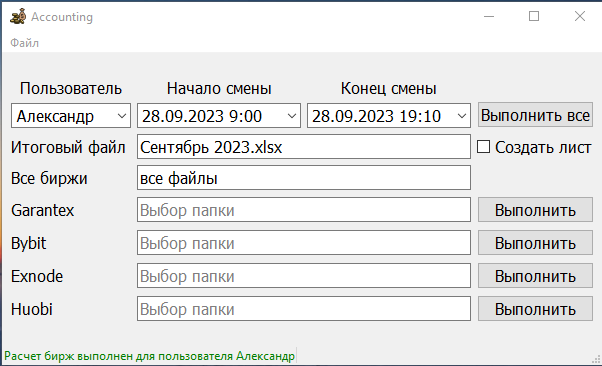 Accounting
Файл
Пользователь Начало смены Конец смены
Александр 28.09.2023 9:00 28.09.2023 19:10 Выполнить все
Итоговый файл Сентябрь 2023.xlsx Создать лист
Все биржи все файлы
Garantex Выбор папки Выполнить
Bybit Выбор папки Выполнить
Exnode Выбор папки Выполнить
Huobi Выбор папки Выполнить
Расчет бирж выполнен для пользователя Александр